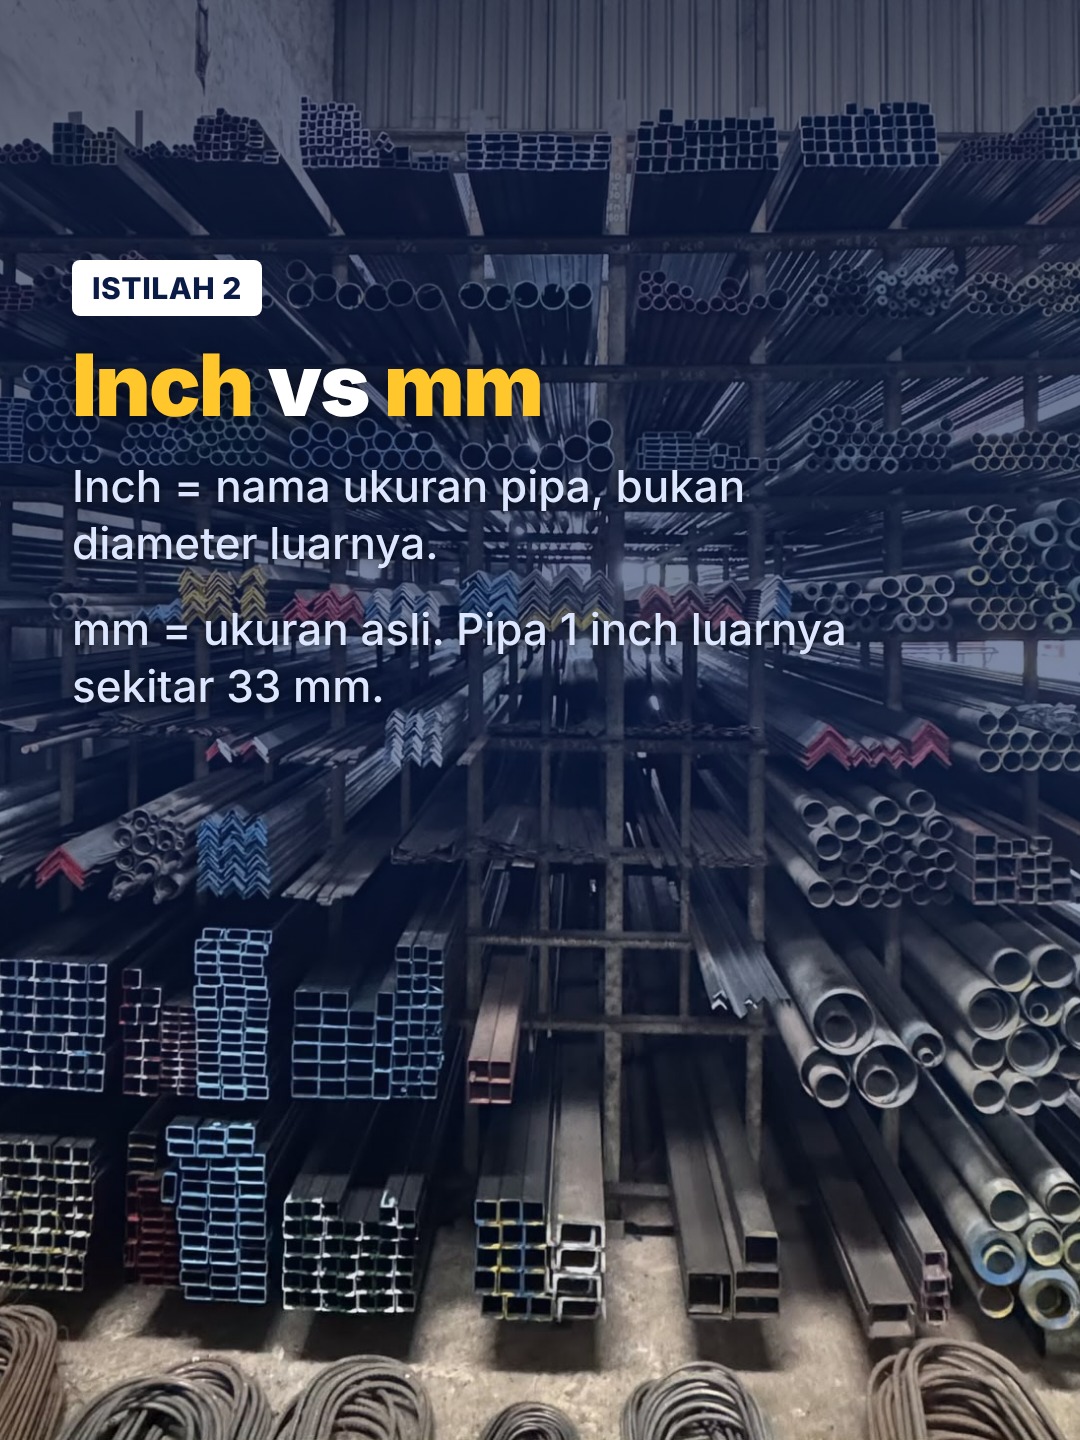 ISTILAH 2
Inch vs mm
Inch = nama ukuran pipa, bukan
diameter luarnya.
mm = ukuran asli. Pipa 1 inch luarnya
sekitar 33 mm.